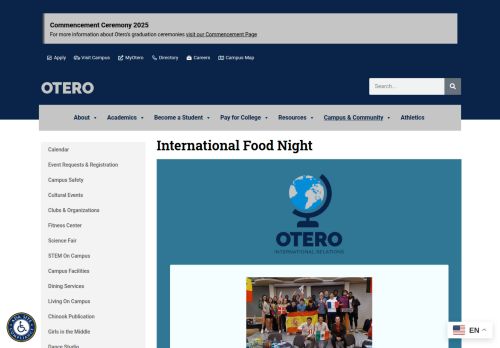 Commencement Ceremony 2025
For more information about Otero's graduation ceremonies visit our Commencement Page
Apply Visit Campus MyOtero Directory Careers Campus Map
OTERO
Search...
About Academics Become a Student Pay for College Resources Campus & Community Athletics
International Food Night
Calendar
Event Requests & Registration
Campus Safety
Cultural Events
Clubs & Organizations
Fitness Center
Science Fair
STEM On Campus
Campus Facilities
Dining Services
Living On Campus
Chinook Publication
Girls in the Middle
Dance Studio
OTERO
INTERNATIONAL RELATIONS
EN